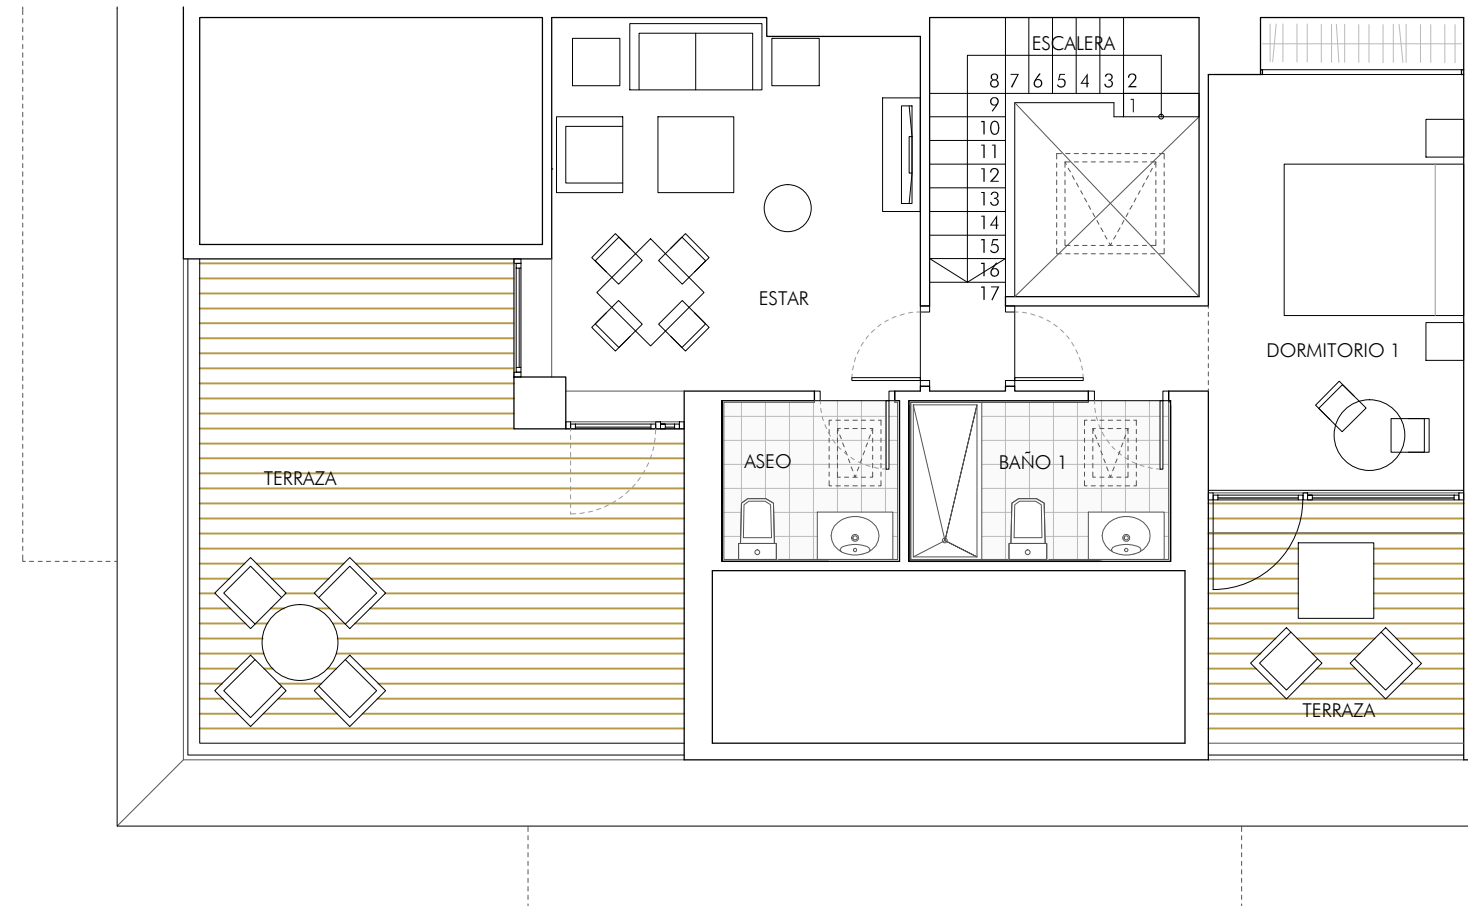 ESCALERA
8 7 6 5 4 3 2
9 1
10
11
12
13
14
15
16
17
ESTAR
DORMITORIO 1
ASEO
BAÑO 1
TERRAZA
TERRAZA